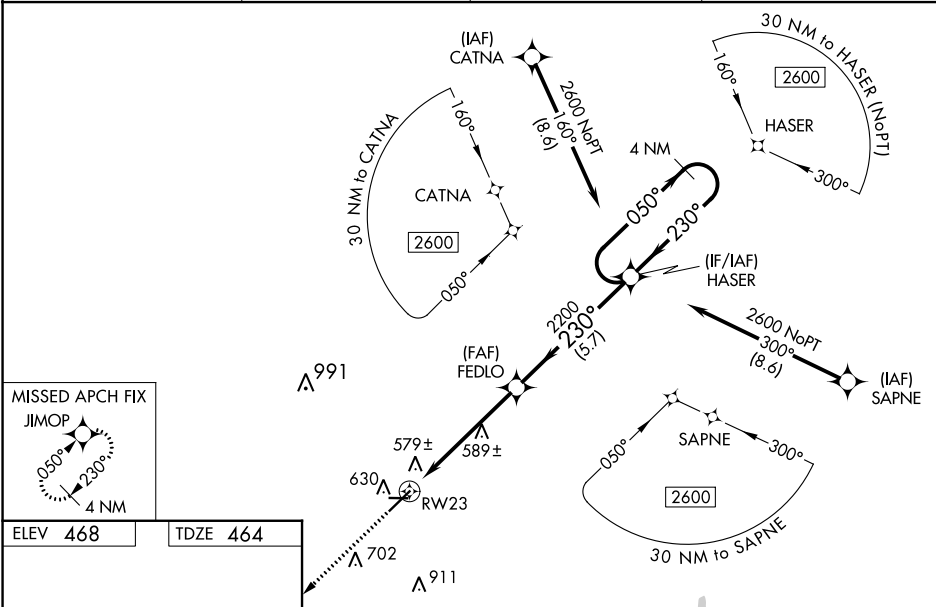 (IAF)
CATNA
2600 NoPT
160°
(8.6)
30 NM to HASER (NoPT)
2600
160°
HASER
300°
30 NM to CATNA
160°
CATNA
2600
050°
4 NM
050°
230°
(IF/IAF)
HASER
2200
230°
(5.7)
2600 NoPT
300°
(8.6)
(IAF)
SAPNE
(FAF)
FEDLO
991
MISSED APCH FIX
JIMOP
050°
230°
4 NM
579±
589±
630
RW23
702
911
050°
SAPNE
300°
2600
30 NM to SAPNE
ELEV 468
TDZE 464